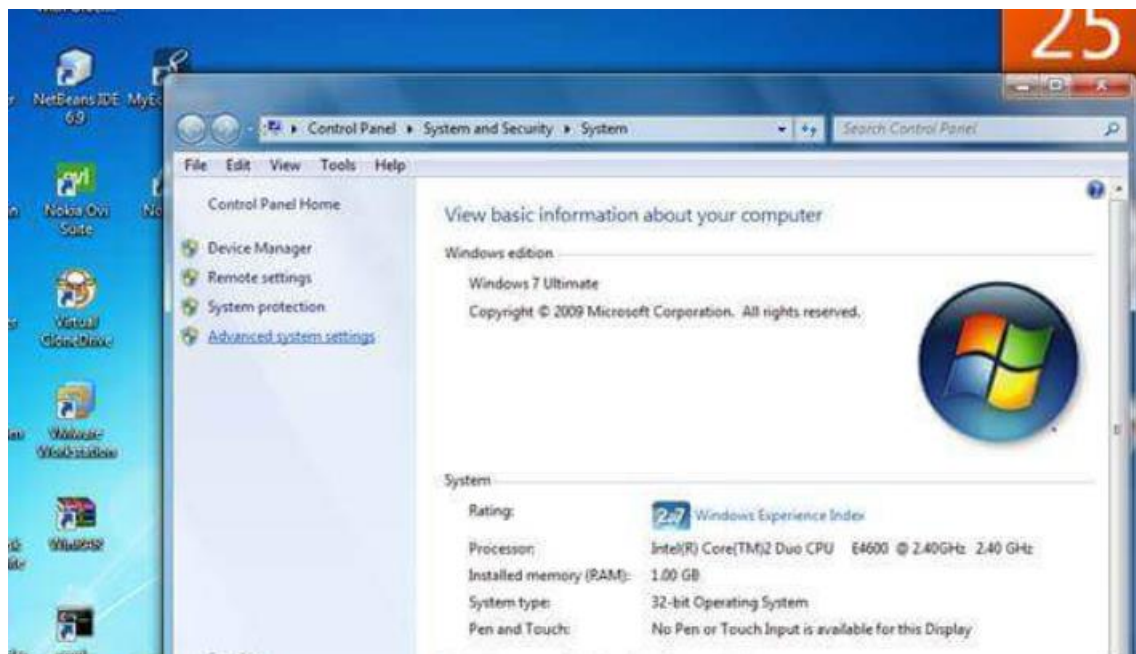 25
NetBeans IDE
6.9
Control Panel ▸ System and Security ▸ System
Search Control Panel
File Edit View Tools Help
Nokia Ovi
Suite
Virtual
CloneDrive
VMware
Workstation
WinRAR
Control Panel Home
Device Manager
Remote settings
System protection
Advanced system settings
View basic information about your computer
Windows edition
Windows 7 Ultimate
Copyright © 2009 Microsoft Corporation. All rights reserved.
System
Rating: 2.7 Windows Experience Index
Processor: Intel(R) Core(TM)2 Duo CPU E4600 @ 2.40GHz 2.40 GHz
Installed memory (RAM): 1.00 GB
System type: 32-bit Operating System
Pen and Touch: No Pen or Touch Input is available for this Display